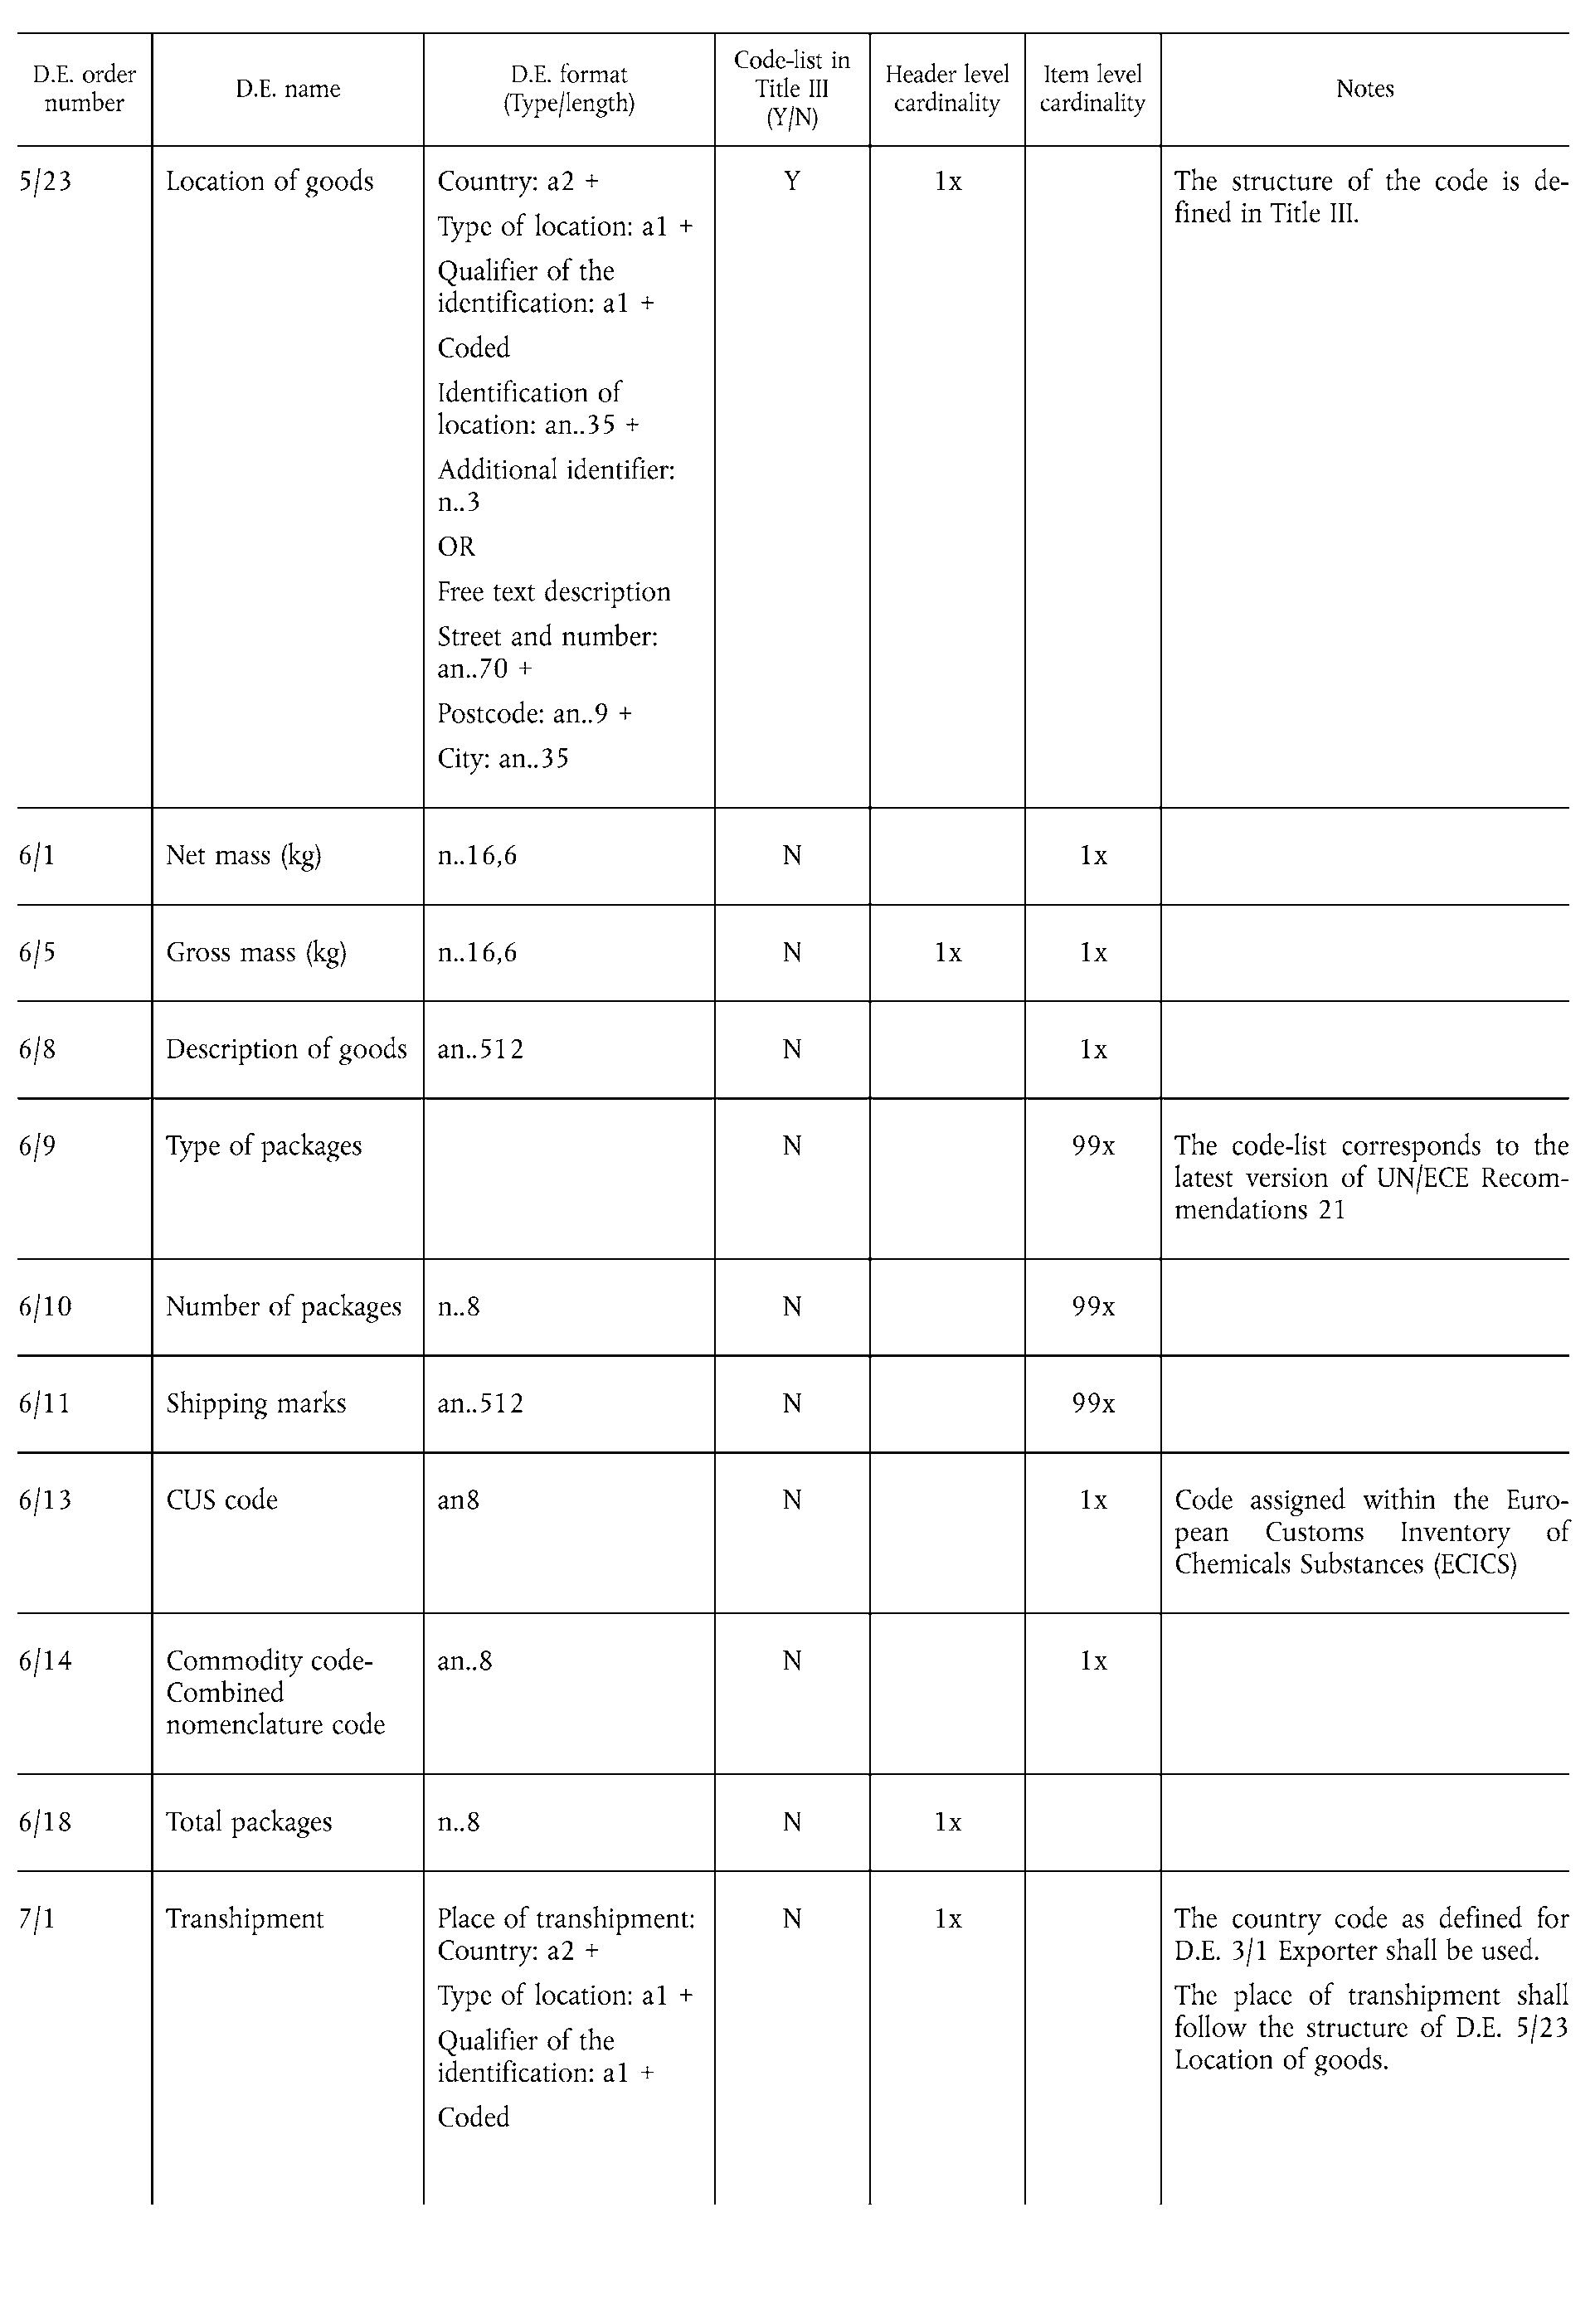 D.E. order number
D.E. name
D.E. format (Type/length)
Code-list in Title III (Y/N)
Header level cardinality
Item level cardinality
Notes
5/23
Location of goods
Country: a2 +
Type of location: a1 +
Qualifier of the
identification: a1 +
Coded
Identification of
location: an..35 +
Additional identifier:
n..3
OR
Free text description
Street and number:
an..70 +
Postcode: an..9 +
City: an..35
Y
1x
The structure of the code is de-
fined in Title III.
6/1
Net mass (kg)
n..16,6
N
1x
6/5
Gross mass (kg)
n..16,6
N
1x
1x
6/8
Description of goods
an..512
N
1x
6/9
Type of packages
N
99x
The code-list corresponds to the
latest version of UN/ECE Recom-
mendations 21
6/10
Number of packages
n..8
N
99x
6/11
Shipping marks
an..512
N
99x
6/13
CUS code
an8
N
1x
Code assigned within the Euro-
pean Customs Inventory of
Chemicals Substances (ECICS)
6/14
Commodity code-
Combined
nomenclature code
an..8
N
1x
6/18
Total packages
n..8
N
1x
7/1
Transhipment
Place of transhipment:
Country: a2 +
Type of location: a1 +
Qualifier of the
identification: a1 +
Coded
N
1x
The country code as defined for
D.E. 3/1 Exporter shall be used.
The place of transhipment shall
follow the structure of D.E. 5/23
Location of goods.